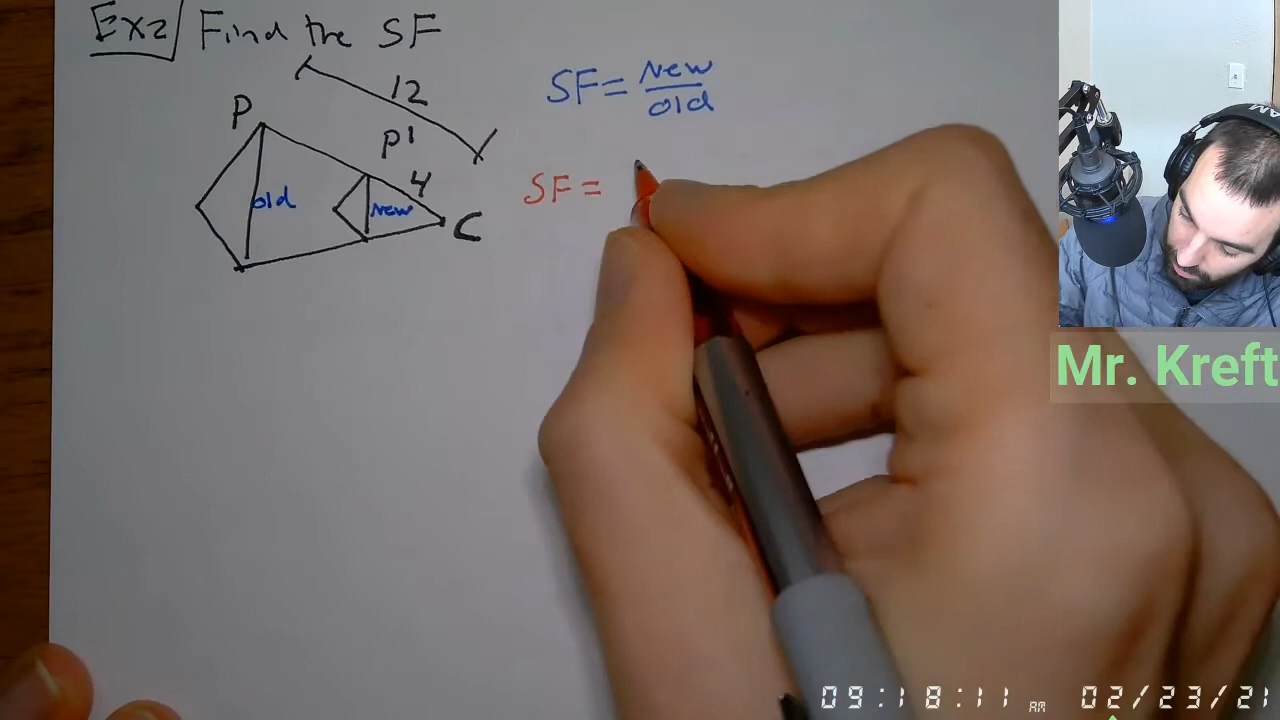 Ex2 Find the SF
12
P
P'
4
old
New
C
SF = New
old
SF =
Mr. Kreft
09:18:11 AM 02/23/21